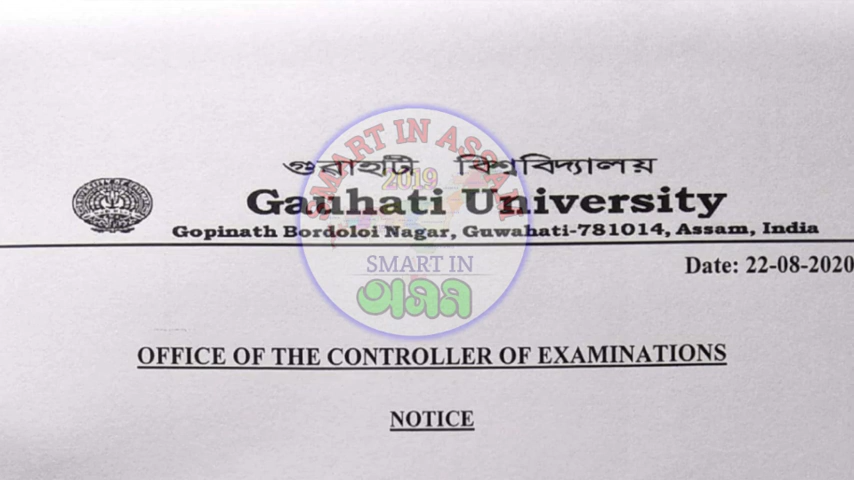 গুৱাহাটী বিশ্ববিদ্যালয়
Gauhati University
Gopinath Bordoloi Nagar, Guwahati-781014, Assam, India
Date: 22-08-2020
SMART IN ASSAM
2019
SMART IN
অসম
OFFICE OF THE CONTROLLER OF EXAMINATIONS
NOTICE